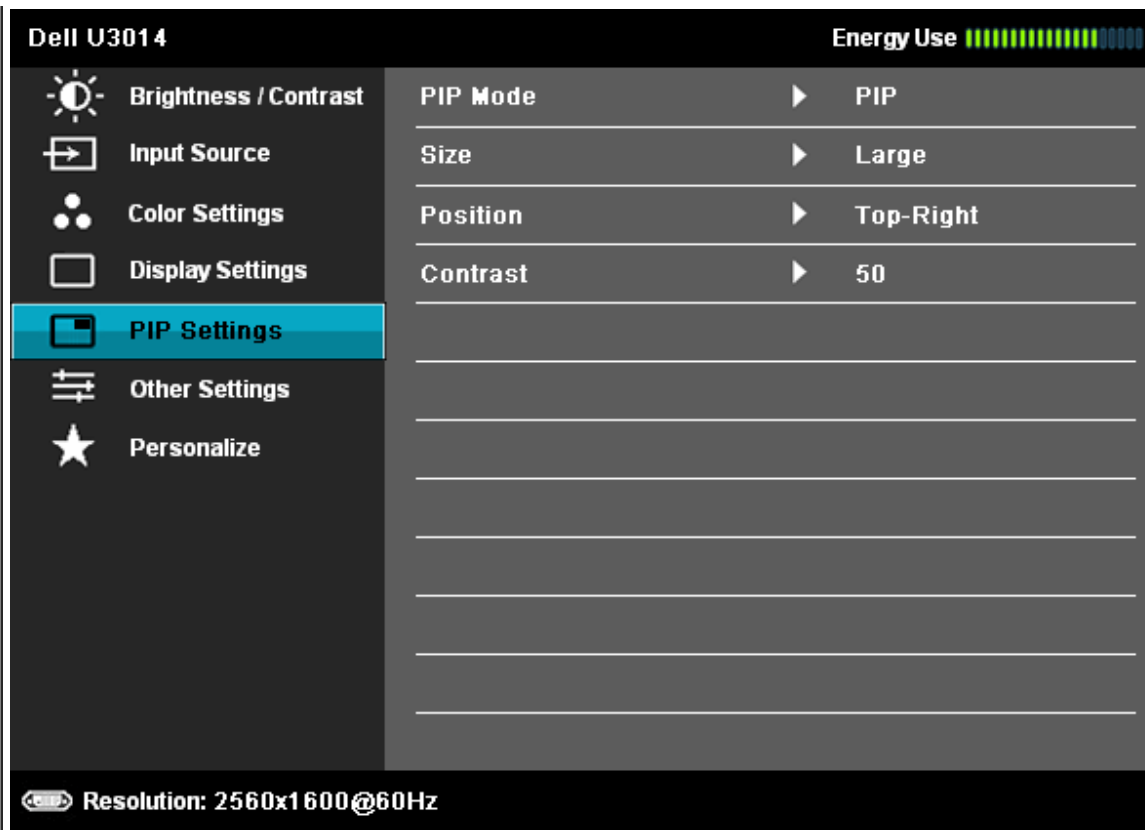 Dell U3014 Energy Use
Brightness / Contrast PIP Mode PIP
Input Source Size Large
Color Settings Position Top-Right
Display Settings Contrast 50
PIP Settings
Other Settings
Personalize
Resolution: 2560x1600@60Hz